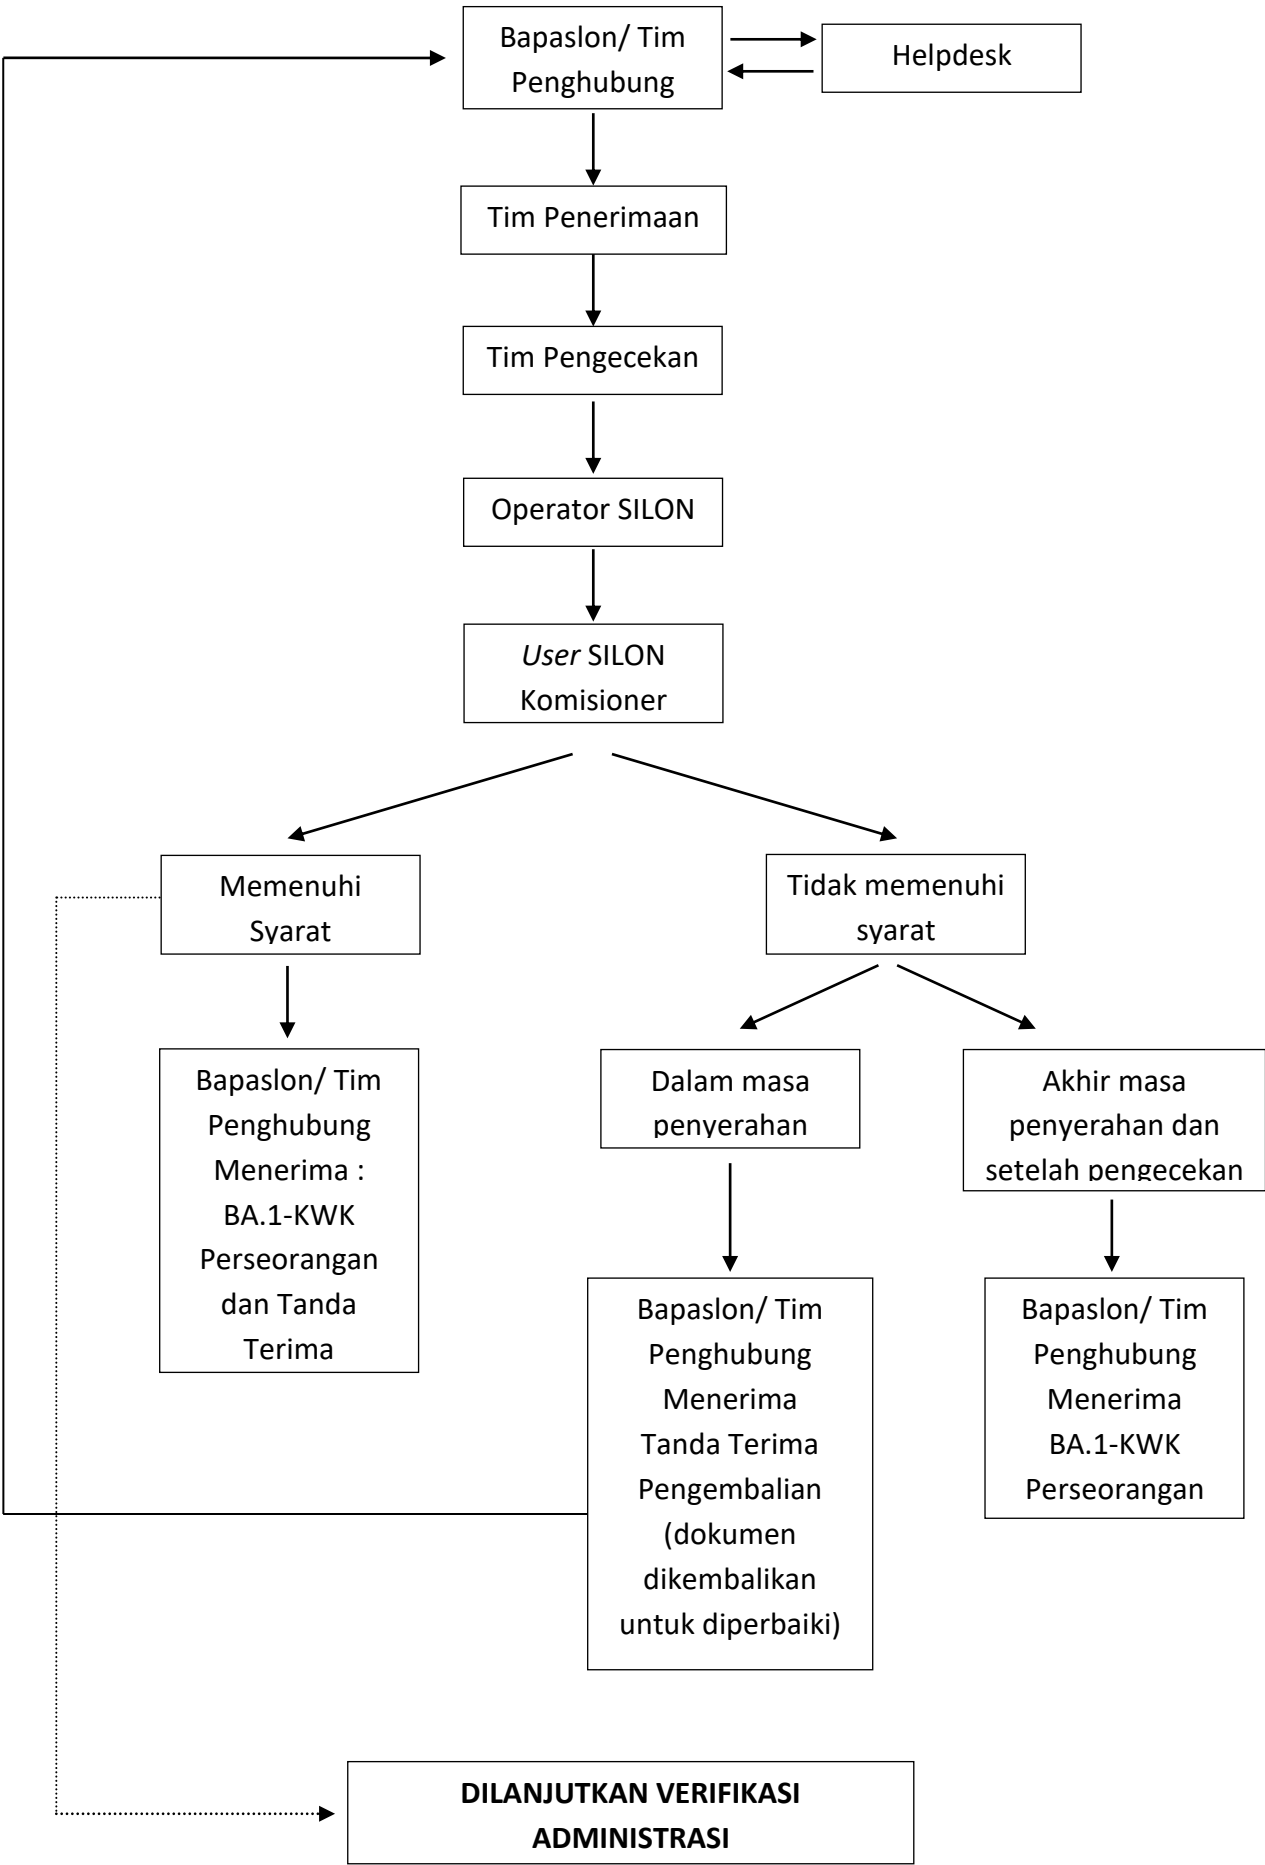 Bapaslon/ Tim
Penghubung
Helpdesk
Tim Penerimaan
Tim Pengecekan
Operator SILON
User SILON
Komisioner
Memenuhi
Syarat
Tidak memenuhi
syarat
Bapaslon/ Tim
Penghubung
Menerima :
BA.1-KWK
Perseorangan
dan Tanda
Terima
Dalam masa
penyerahan
Akhir masa
penyerahan dan
setelah pengecekan
Bapaslon/ Tim
Penghubung
Menerima
Tanda Terima
Pengembalian
(dokumen
dikembalikan
untuk diperbaiki)
Bapaslon/ Tim
Penghubung
Menerima
BA.1-KWK
Perseorangan
DILANJUTKAN VERIFIKASI
ADMINISTRASI